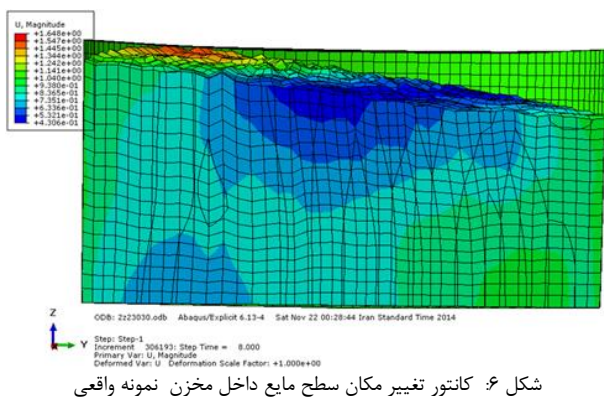 U, Magnitude
+1.648e+00
+1.547e+00
+1.445e+00
+1.344e+00
+1.242e+00
+1.141e+00
+1.040e+00
+9.380e-01
+8.365e-01
+7.351e-01
+6.336e-01
+5.321e-01
+4.306e-01
ODB: 2z23030.odb Abaqus/Explicit 6.13-4 Sat Nov 22 00:28:44 Iran Standard Time 2014
Z
Y
Step: Step-1
Increment 306193: Step Time = 8.000
Primary Var: U, Magnitude
Deformed Var: U Deformation Scale Factor: +1.000e+00
شکل ۶: کانتور تغییر مکان سطح مایع داخل مخزن نمونه واقعی